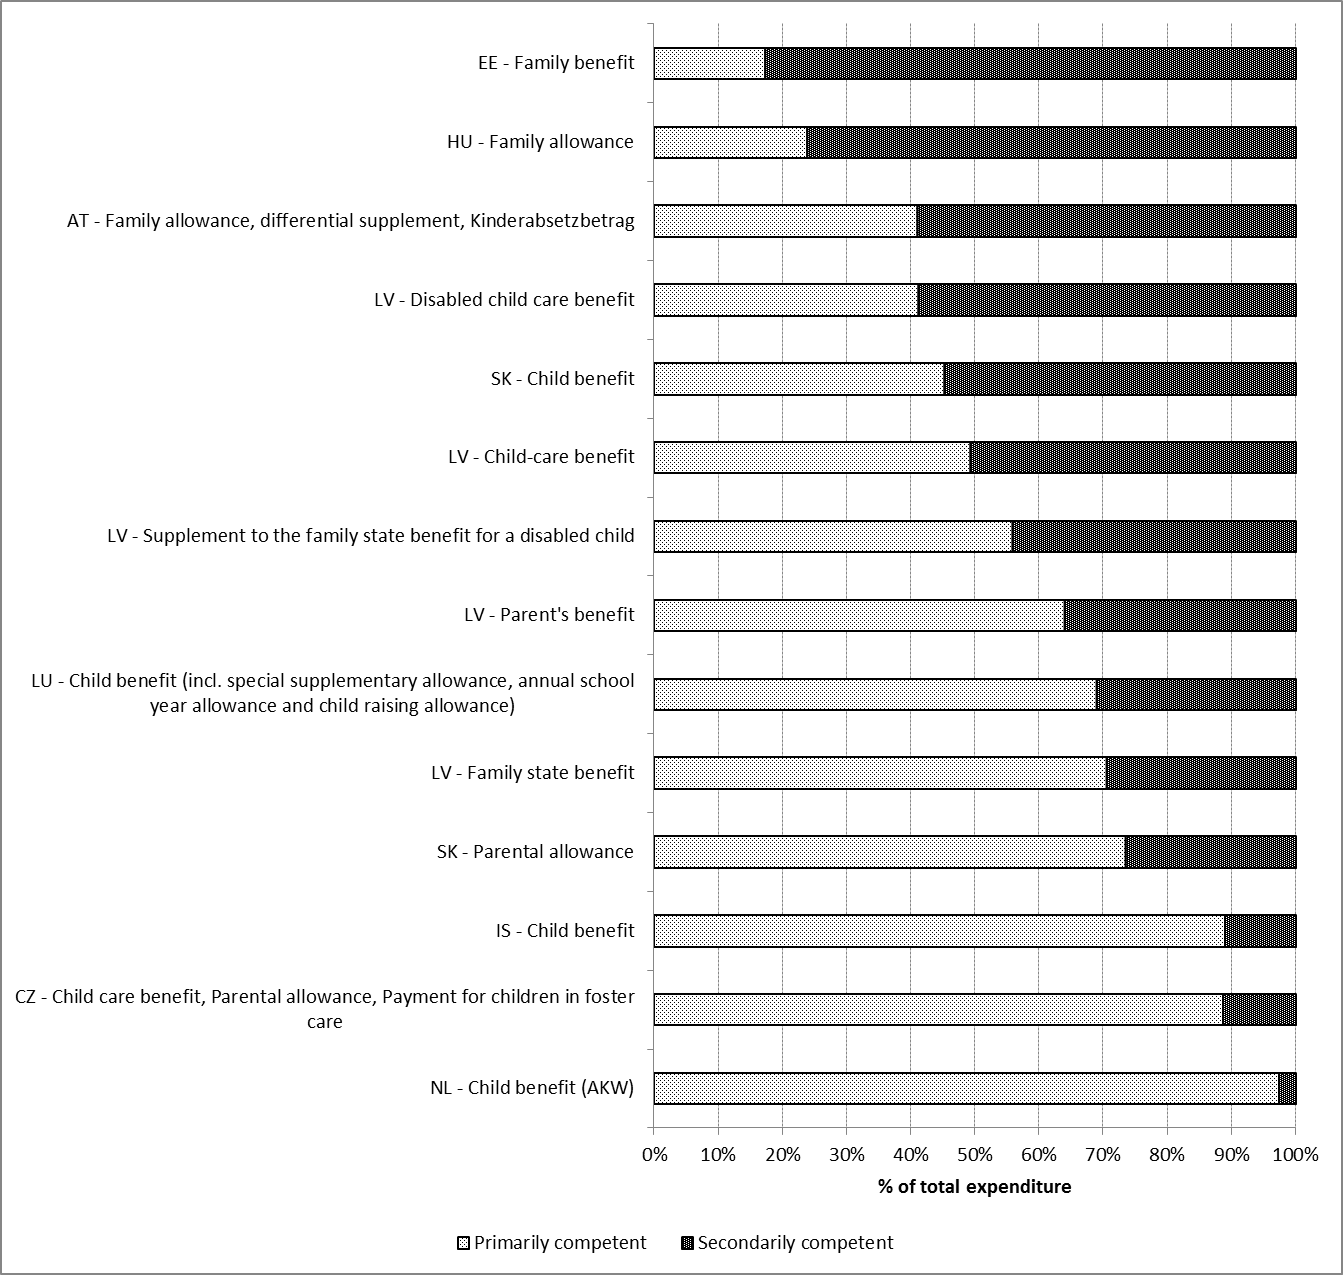 EE - Family benefit
HU - Family allowance
AT - Family allowance, differential supplement, Kinderabsetzbetrag
LV - Disabled child care benefit
SK - Child benefit
LV - Child-care benefit
LV - Supplement to the family state benefit for a disabled child
LV - Parent's benefit
LU - Child benefit (incl. special supplementary allowance, annual school
year allowance and child raising allowance)
LV - Family state benefit
SK - Parental allowance
IS - Child benefit
CZ - Child care benefit, Parental allowance, Payment for children in foster
care
NL - Child benefit (AKW)
0% 10% 20% 30% 40% 50% 60% 70% 80% 90% 100%
% of total expenditure
Primarily competent Secondarily competent